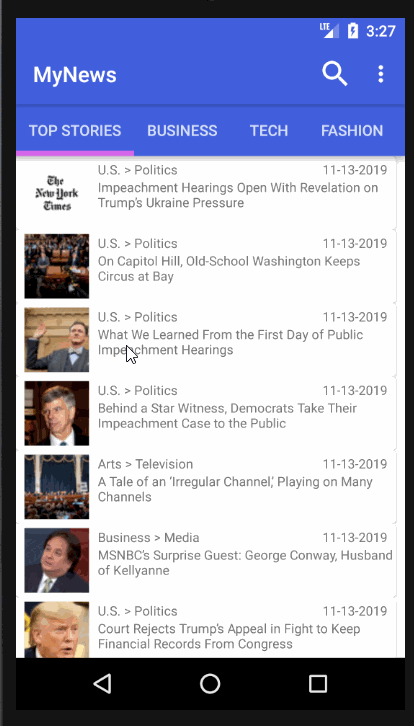 LTE 3:27
MyNews
TOP STORIES BUSINESS TECH FASHION
The
New York
Times
U.S. > Politics 11-13-2019
Impeachment Hearings Open With Revelation on
Trump's Ukraine Pressure
U.S. > Politics 11-13-2019
On Capitol Hill, Old-School Washington Keeps
Circus at Bay
U.S. > Politics 11-13-2019
What We Learned From the First Day of Public
Impeachment Hearings
U.S. > Politics 11-13-2019
Behind a Star Witness, Democrats Take Their
Impeachment Case to the Public
Arts > Television 11-13-2019
A Tale of an ‘Irregular Channel,’ Playing on Many
Channels
Business > Media 11-13-2019
MSNBC's Surprise Guest: George Conway, Husband
of Kellyanne
U.S. > Politics 11-13-2019
Court Rejects Trump's Appeal in Fight to Keep
Financial Records From Congress